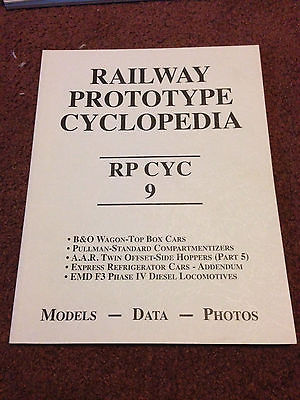 RAILWAY
PROTOTYPE
CYCLOPEDIA
RP CYC
9
• B&O WAGON-TOP BOX CARS
• PULLMAN-STANDARD COMPARTMENTIZERS
• A.A.R. TWIN OFFSET-SIDE HOPPERS (PART 5)
• EXPRESS REFRIGERATOR CARS - ADDENDUM
• EMD F3 PHASE IV DIESEL LOCOMOTIVES
MODELS — DATA — PHOTOS